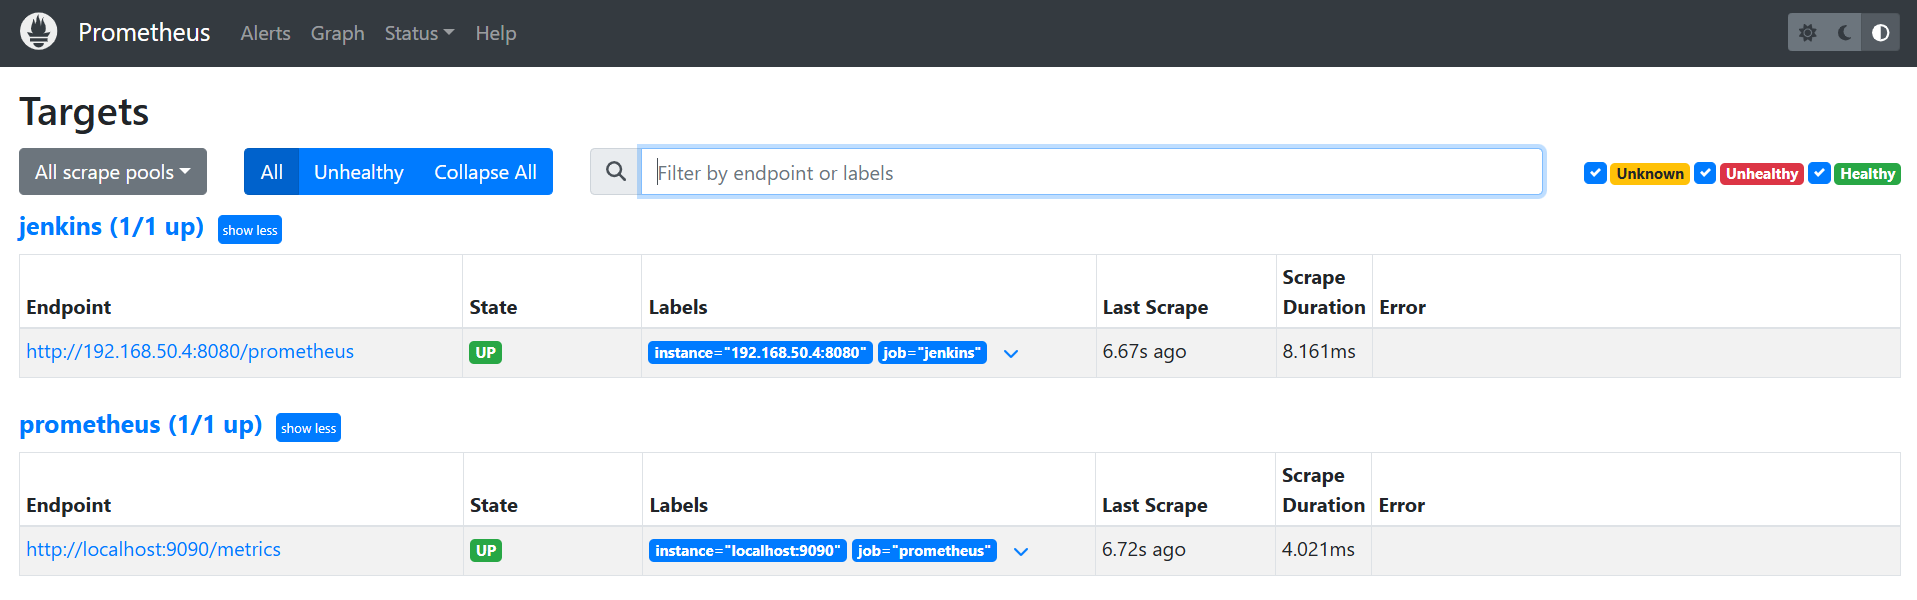 Prometheus Alerts Graph Status Help
Targets
All scrape pools All Unhealthy Collapse All Filter by endpoint or labels Unknown Unhealthy Healthy
jenkins (1/1 up) show less
Endpoint State Labels Last Scrape Scrape Duration Error
http://192.168.50.4:8080/prometheus UP instance="192.168.50.4:8080" job="jenkins" 6.67s ago 8.161ms
prometheus (1/1 up) show less
Endpoint State Labels Last Scrape Scrape Duration Error
http://localhost:9090/metrics UP instance="localhost:9090" job="prometheus" 6.72s ago 4.021ms